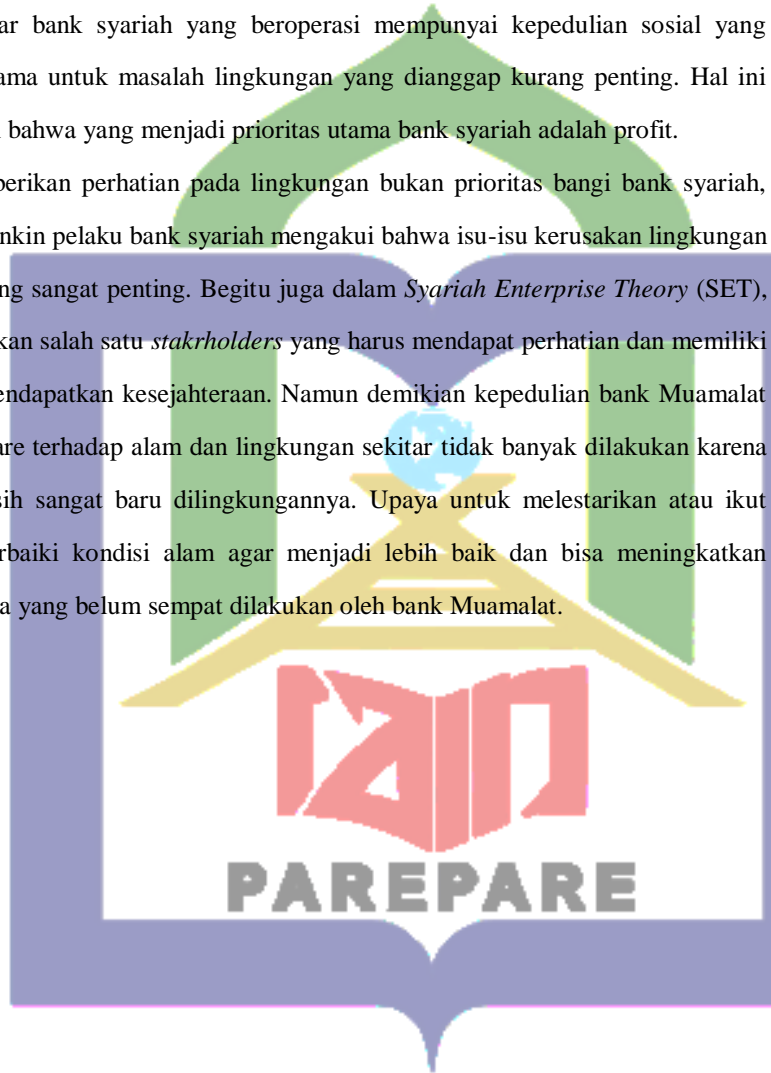 ar bank syariah yang beroperasi mempunyai kepedulian sosial yang
ama untuk masalah lingkungan yang dianggap kurang penting. Hal ini
bahwa yang menjadi prioritas utama bank syariah adalah profit.
berikan perhatian pada lingkungan bukan prioritas bangi bank syariah,
nkin pelaku bank syariah mengakui bahwa isu-isu kerusakan lingkungan
ng sangat penting. Begitu juga dalam Syariah Enterprise Theory (SET),
kan salah satu stakrholders yang harus mendapat perhatian dan memiliki
endapatkan kesejahteraan. Namun demikian kepedulian bank Muamalat
are terhadap alam dan lingkungan sekitar tidak banyak dilakukan karena
sih sangat baru dilingkungannya. Upaya untuk melestarikan atau ikut
rbaiki kondisi alam agar menjadi lebih baik dan bisa meningkatkan
a yang belum sempat dilakukan oleh bank Muamalat.
iain
PAREPARE